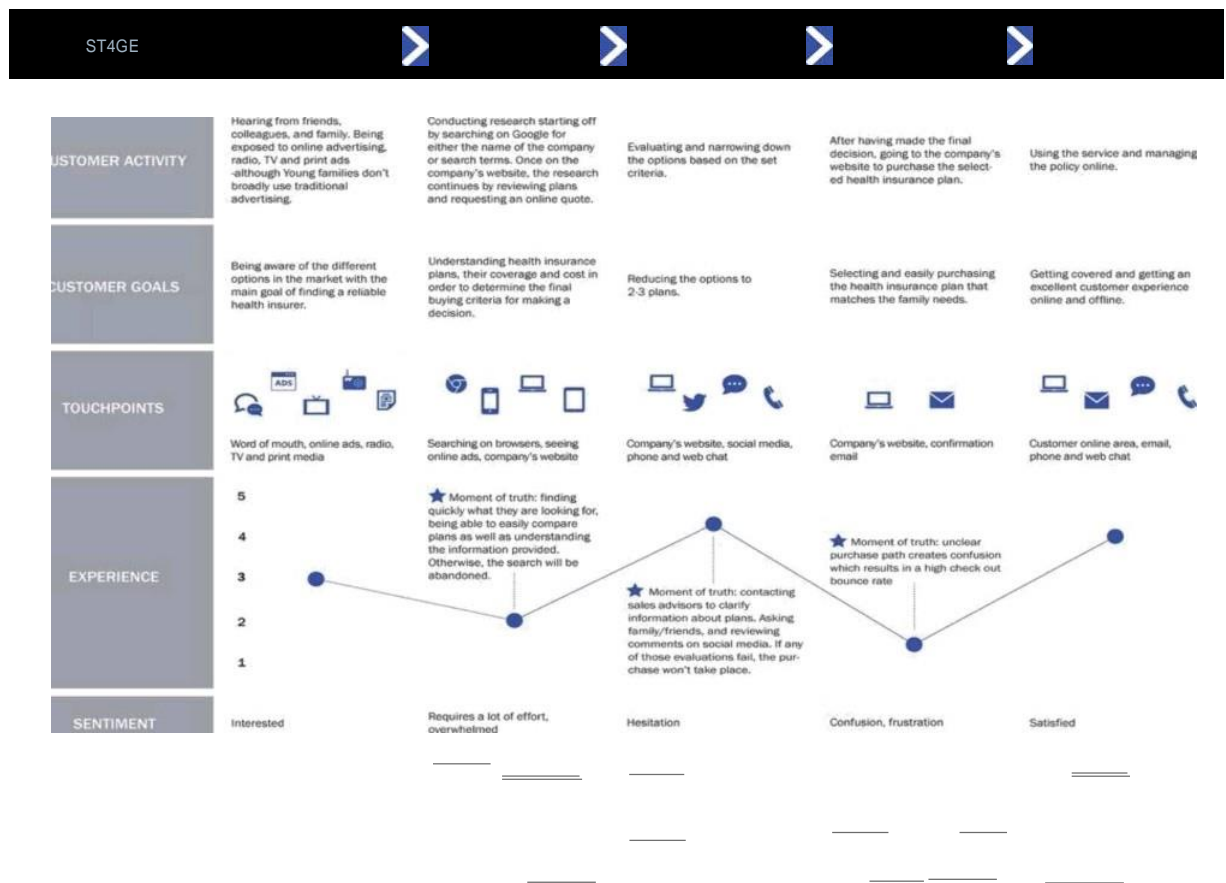 ST4GE
USTOMER ACTIVITY
Hearing from friends,
colleagues, and family. Being
exposed to online advertising,
radio, TV and print ads
-although Young families don't
broadly use traditional
advertising.
Conducting research starting off
by searching on Google for
either the name of the company
or search terms. Once on the
company's website, the research
continues by reviewing plans
and requesting an online quote.
Evaluating and narrowing down
the options based on the set
criteria.
After having made the final
decision, going to the company's
website to purchase the select-
ed health insurance plan.
Using the service and managing
the policy online.
CUSTOMER GOALS
Being aware of the different
options in the market with the
main goal of finding a reliable
health insurer.
Understanding health insurance
plans, their coverage and cost in
order to determine the final
buying criteria for making a
decision.
Reducing the options to
2-3 plans.
Selecting and easily purchasing
the health insurance plan that
matches the family needs.
Getting covered and getting an
excellent customer experience
online and offline.
TOUCHPOINTS
ADS
Word of mouth, online ads, radio,
TV and print media
Searching on browsers, seeing
online ads, company's website
Company's website, social media,
phone and web chat
Company's website, confirmation
email
Customer online area, email,
phone and web chat
EXPERIENCE
5
4
3
2
1
Moment of truth: finding
quickly what they are looking for,
being able to easily compare
plans as well as understanding
the information provided.
Otherwise, the search will be
abandoned.
Moment of truth: contacting
sales advisors to clarify
information about plans. Asking
family/friends, and reviewing
comments on social media. If any
of those evaluations fail, the pur-
chase won't take place.
Moment of truth: unclear
purchase path creates confusion
which results in a high check out
bounce rate
SENTIMENT
Interested
Requires a lot of effort,
overwhelmed
Hesitation
Confusion, frustration
Satisfied